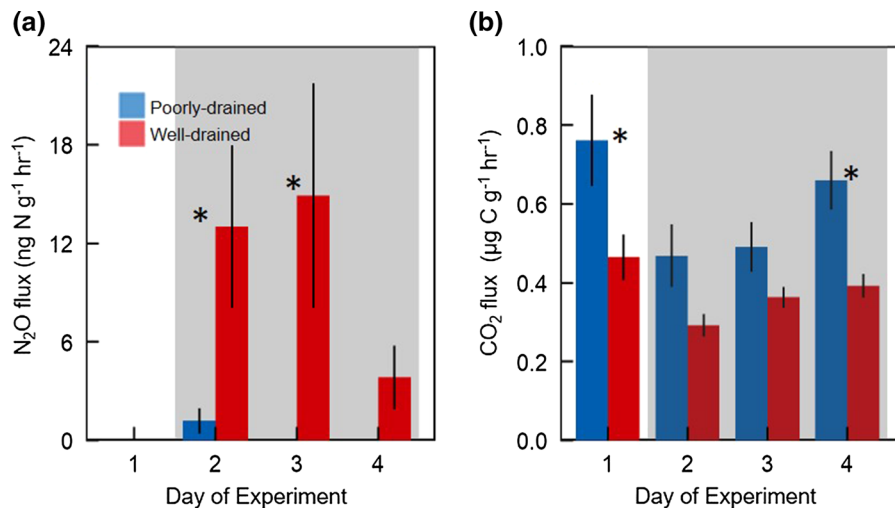 (a)
24
18
12
6
0
N₂O flux (ng N g⁻¹ hr⁻¹)
Poorly-drained
Well-drained
*
*
1 2 3 4
Day of Experiment
(b)
1.0
0.8
0.6
0.4
0.2
0.0
CO₂ flux (µg C g⁻¹ hr⁻¹)
*
*
1 2 3 4
Day of Experiment